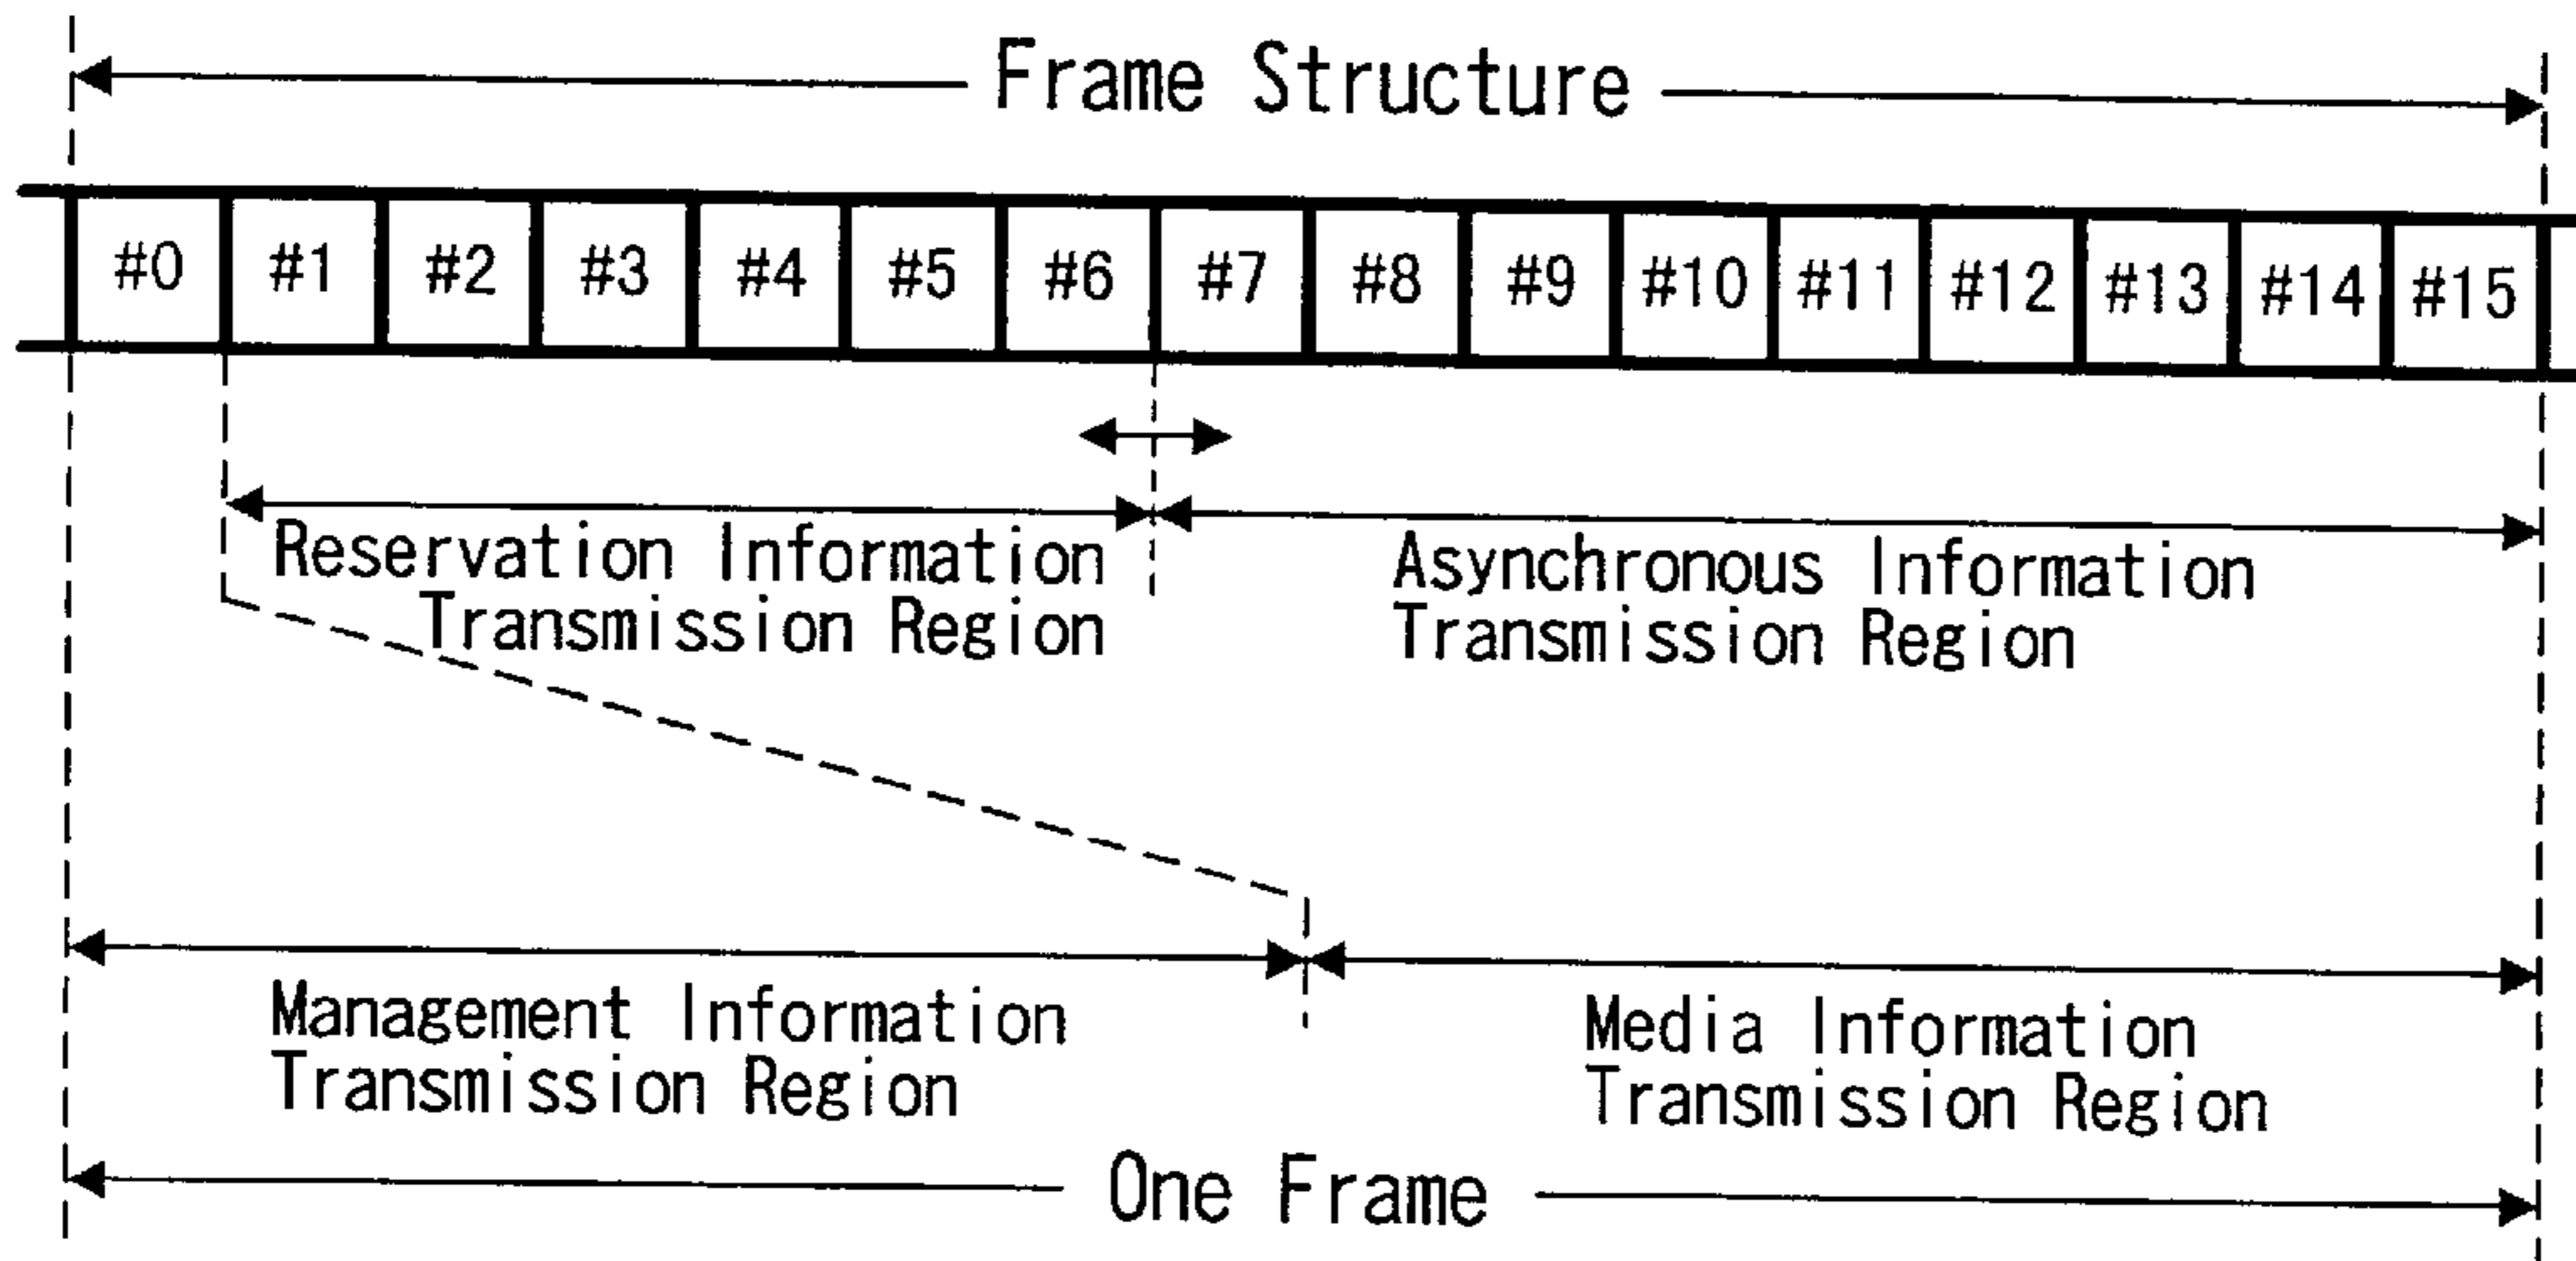 Frame Structure
#0 #1 #2 #3 #4 #5 #6 #7 #8 #9 #10 #11 #12 #13 #14 #15
Reservation Information
Transmission Region
Asynchronous Information
Transmission Region
Management Information
Transmission Region
Media Information
Transmission Region
One Frame